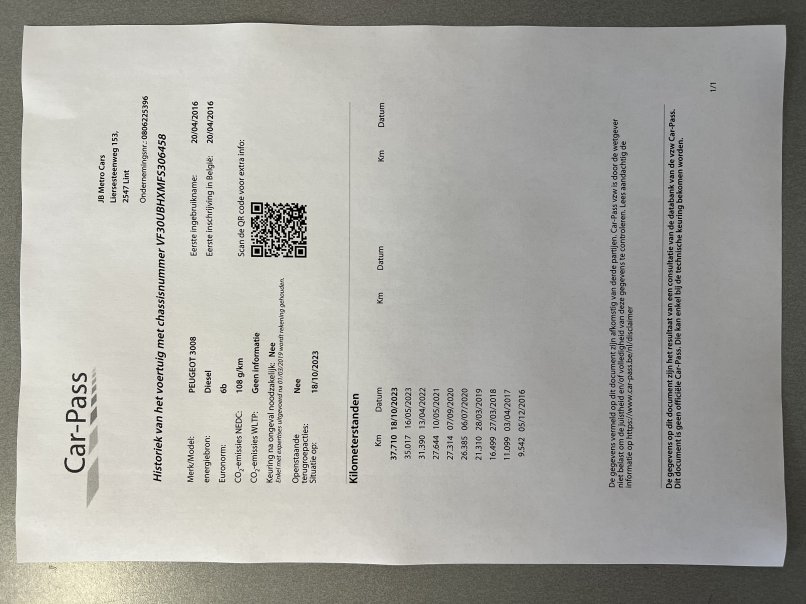 Car-Pass
JB Metro Cars
Liersesteenweg 153,
2547 Lint
Ondernemingsnr.: 0806225396
Historiek van het voertuig met chassisnummer VF30UBHXMFS306458
Merk/Model: PEUGEOT 3008
energiebron: Diesel
Euronorm: 6b
CO₂-emissies NEDC: 108 g/km
CO₂-emissies WLTP: Geen informatie
Keuring na ongeval noodzakelijk: Nee
Enkel met expertises uitgevoerd na 01/03/2019 wordt rekening gehouden.
Openstaande terugroepacties: Nee
Situatie op: 18/10/2023
Eerste ingebruikname: 20/04/2016
Eerste inschrijving in België: 20/04/2016
Scan de QR code voor extra info:
Kilometerstanden
Km Datum Km Datum Km Datum
37.710 18/10/2023
35.017 16/05/2023
31.390 13/04/2022
27.644 10/05/2021
27.314 07/09/2020
26.385 06/07/2020
21.310 28/03/2019
16.499 27/03/2018
11.099 03/04/2017
9.542 05/12/2016
De gegevens vermeld op dit document zijn afkomstig van derde partijen. Car-Pass vzw is door de wetgever
niet belast om de juistheid en/of volledigheid van deze gegevens te controleren. Lees aandachtig de
informatie op https://www.car-pass.be/nl/disclaimer
De gegevens op dit document zijn het resultaat van een consultatie van de databank van de vzw Car-Pass.
Dit document is geen officiële Car-Pass. Die kan enkel bij de technische keuring bekomen worden.
1/1